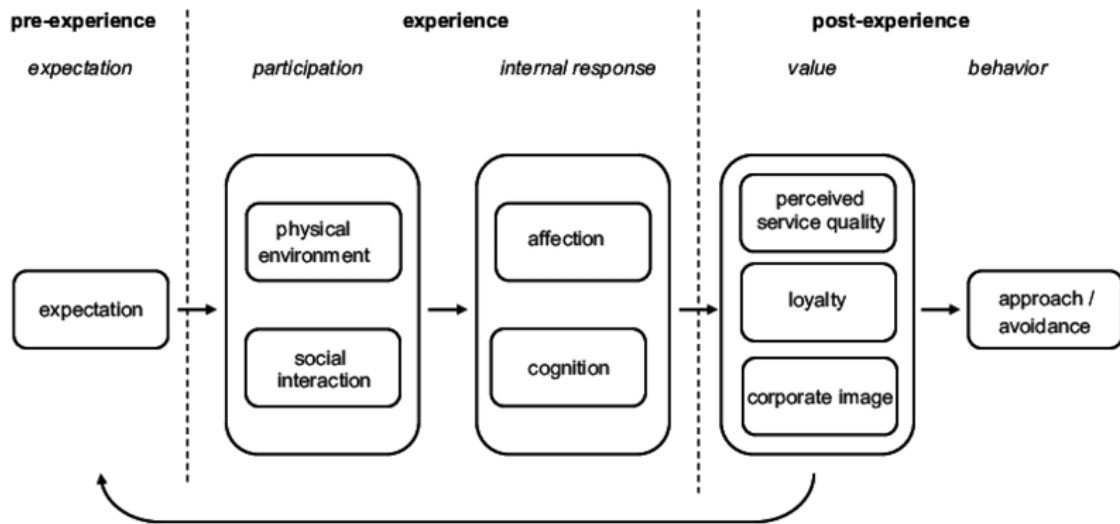 pre-experience
experience
post-experience
expectation
participation
internal response
value
behavior
expectation
physical
environment
social
interaction
affection
cognition
perceived
service quality
loyalty
corporate image
approach /
avoidance